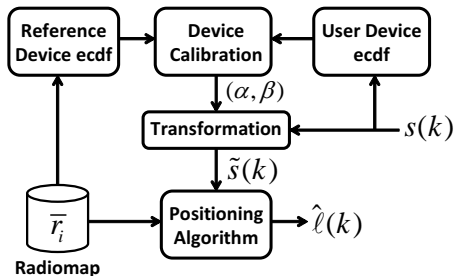 Reference
Device ecdf
Device
Calibration
User Device
ecdf
(α, β)
Transformation
s(k)
s̃(k)
r̅ᵢ
Positioning
Algorithm
ℓ̂(k)
Radiomap